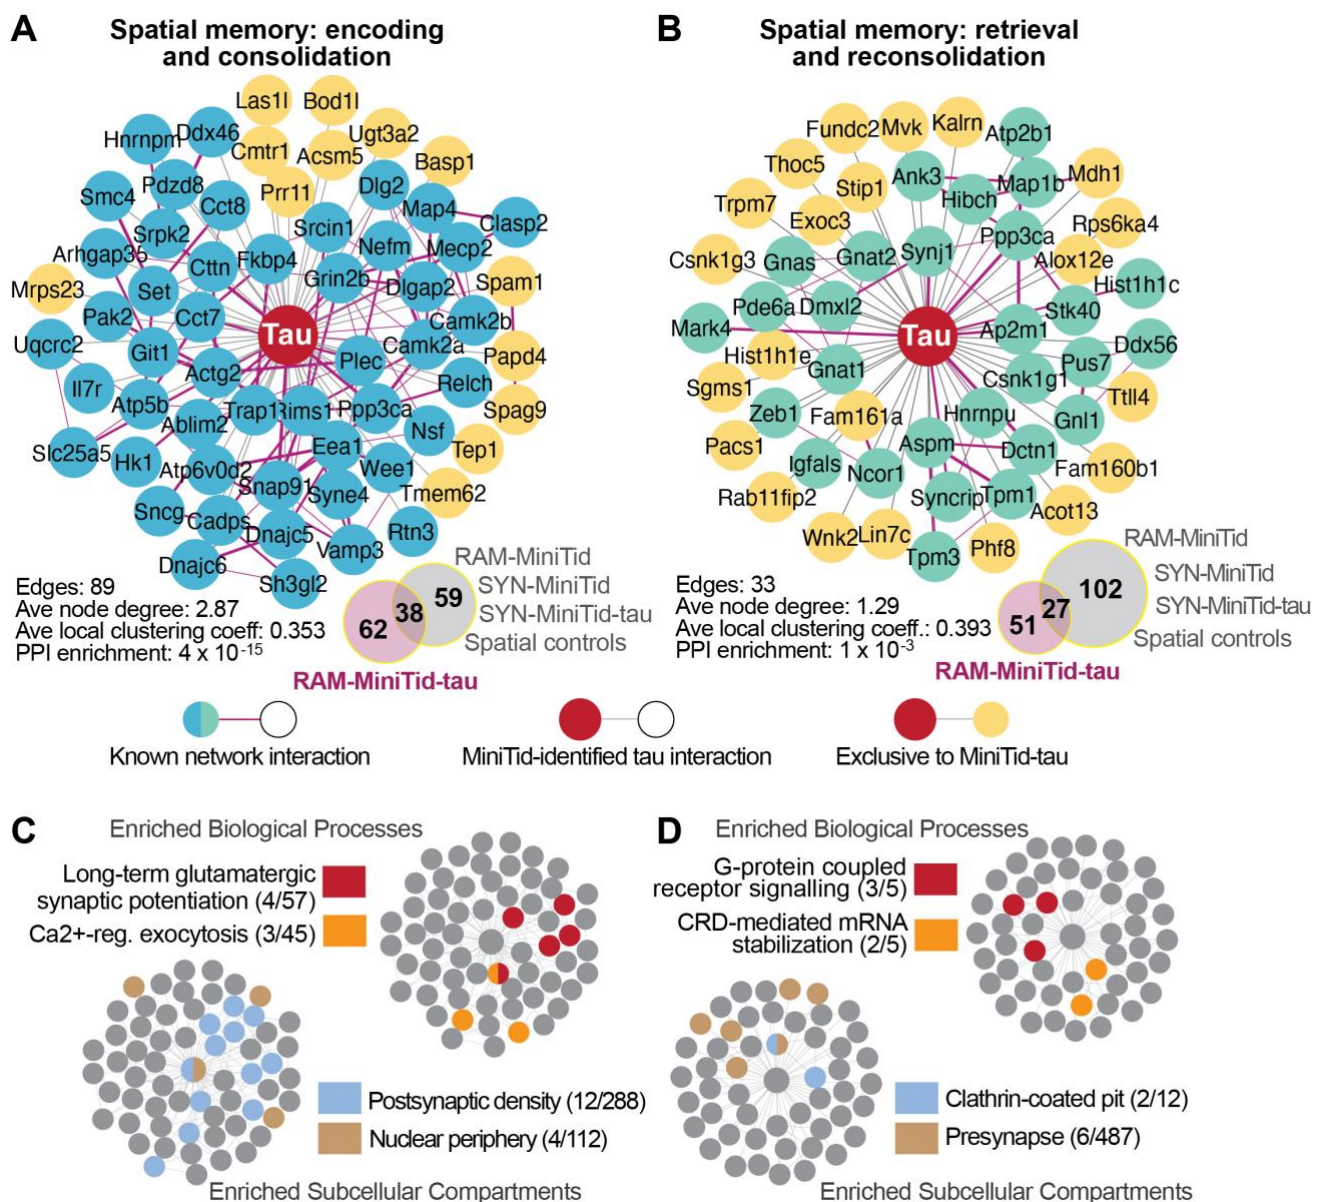 A
Spatial memory: encoding
and consolidation
Las1l
Bod1l
Hnrnpm
Ddx46
Cmtr1
Acsm5
Ugt3a2
Basp1
Smc4
Pdzd8
Cct8
Prr11
Dlg2
Map4
Clasp2
Srpk2
Srcin1
Nefm
Mecp2
Arhgap35
Cttn
Fkbp4
Grin2b
Dlgap2
Spam1
Mrps23
Set
Pak2
Cct7
Tau
Camk2b
Uqcrc2
Git1
Camk2a
Papd4
Plec
Il7r
Actg2
Relch
Atp5b
Ablim2
Trap1
Rims1
Ppp3ca
Spag9
Nsf
Slc25a5
Hk1
Atp6v0d2
Eea1
Wee1
Tep1
Snap91
Syne4
Tmem62
Sncg
Cadps
Dnajc5
Vamp3
Rtn3
Dnajc6
Sh3gl2
Edges: 89
Ave node degree: 2.87
Ave local clustering coeff: 0.353
PPI enrichment: 4 x 10-15
RAM-MiniTid
SYN-MiniTid
SYN-MiniTid-tau
Spatial controls
62
38
59
RAM-MiniTid-tau
B
Spatial memory: retrieval
and reconsolidation
Fundc2
Mvk
Kalrn
Atp2b1
Thoc5
Stip1
Ank3
Hibch
Map1b
Mdh1
Trpm7
Exoc3
Rps6ka4
Csnk1g3
Gnas
Gnat2
Synj1
Ppp3ca
Alox12e
Hist1h1c
Pde6a
Dmxl2
Stk40
Mark4
Tau
Ap2m1
Ddx56
Hist1h1e
Gnat1
Csnk1g1
Pus7
Sgms1
Ttll4
Zeb1
Fam161a
Hnrnpu
Gnl1
Pacs1
Igfals
Ncor1
Aspm
Dctn1
Fam160b1
Rab11fip2
Syncrip
Tpm1
Acot13
Wnk2
Lin7c
Tpm3
Phf8
Edges: 33
Ave node degree: 1.29
Ave local clustering coeff.: 0.393
PPI enrichment: 1 x 10-3
RAM-MiniTid
SYN-MiniTid
SYN-MiniTid-tau
Spatial controls
51
27
102
RAM-MiniTid-tau
Known network interaction
MiniTid-identified tau interaction
Exclusive to MiniTid-tau
C
Enriched Biological Processes
Long-term glutamatergic
synaptic potentiation (4/57)
Ca2+-reg. exocytosis (3/45)
Postsynaptic density (12/288)
Nuclear periphery (4/112)
Enriched Subcellular Compartments
D
Enriched Biological Processes
G-protein coupled
receptor signalling (3/5)
CRD-mediated mRNA
stabilization (2/5)
Clathrin-coated pit (2/12)
Presynapse (6/487)
Enriched Subcellular Compartments